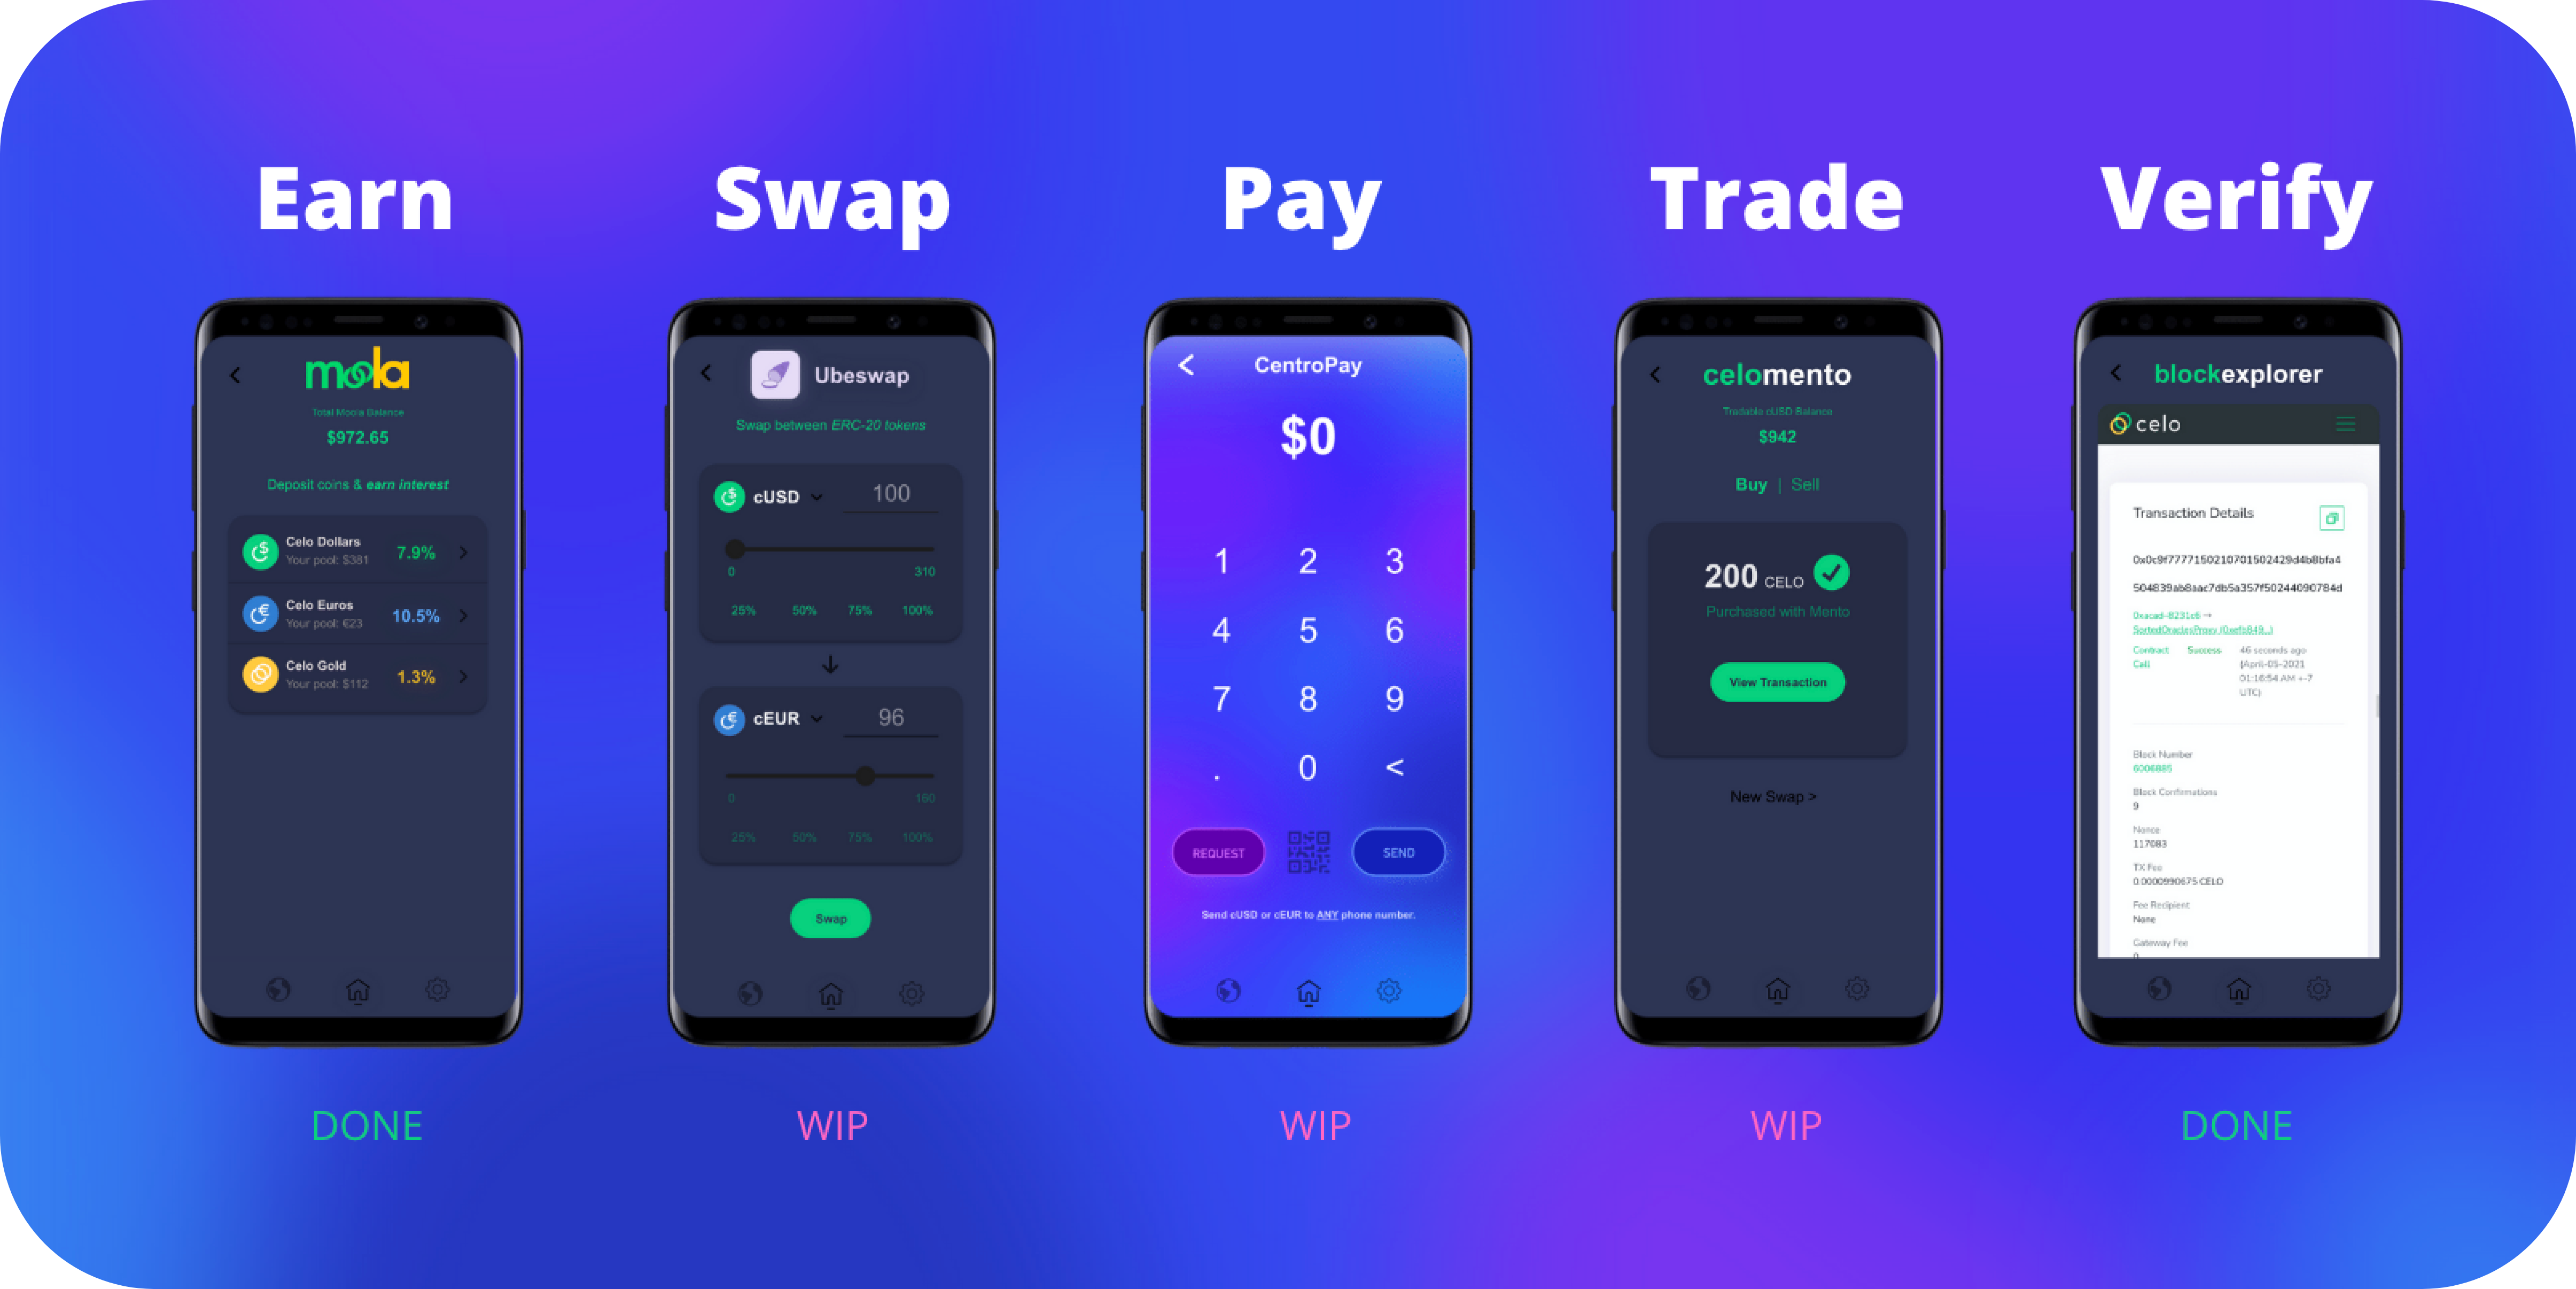 Earn
Swap
Pay
Trade
Verify
moola
Total Moola Balance
$972.65
Deposit coins & earn interest
Celo Dollars
Your pool: $381
7.9%
Celo Euros
Your pool: €23
10.5%
Celo Gold
Your pool: $112
1.3%
Ubeswap
Swap between ERC-20 tokens
cUSD
100
0
310
25% 50% 75% 100%
cEUR
96
0
160
25% 50% 75% 100%
Swap
CentroPay
$0
1 2 3
4 5 6
7 8 9
. 0 <
REQUEST
SEND
Send cUSD or cEUR to ANY phone number.
celomento
Tradable cUSD Balance
$942
Buy | Sell
200 CELO
Purchased with Mento
View Transaction
New Swap >
blockexplorer
celo
Transaction Details
0x0c9f7777150210701502429d4b8bfa4
504839ab8aac7db5a357f50244090784d
0xacad-8231c6 →
SortedOraclesProxy (0xefb849...)
Contract
Call
Success
46 seconds ago
(April-05-2021
01:16:54 AM +-7
UTC)
Block Number
6006885
Block Confirmations
9
Nonce
117083
TX Fee
0.0000990675 CELO
Fee Recipient
None
Gateway Fee
DONE
WIP
WIP
WIP
DONE